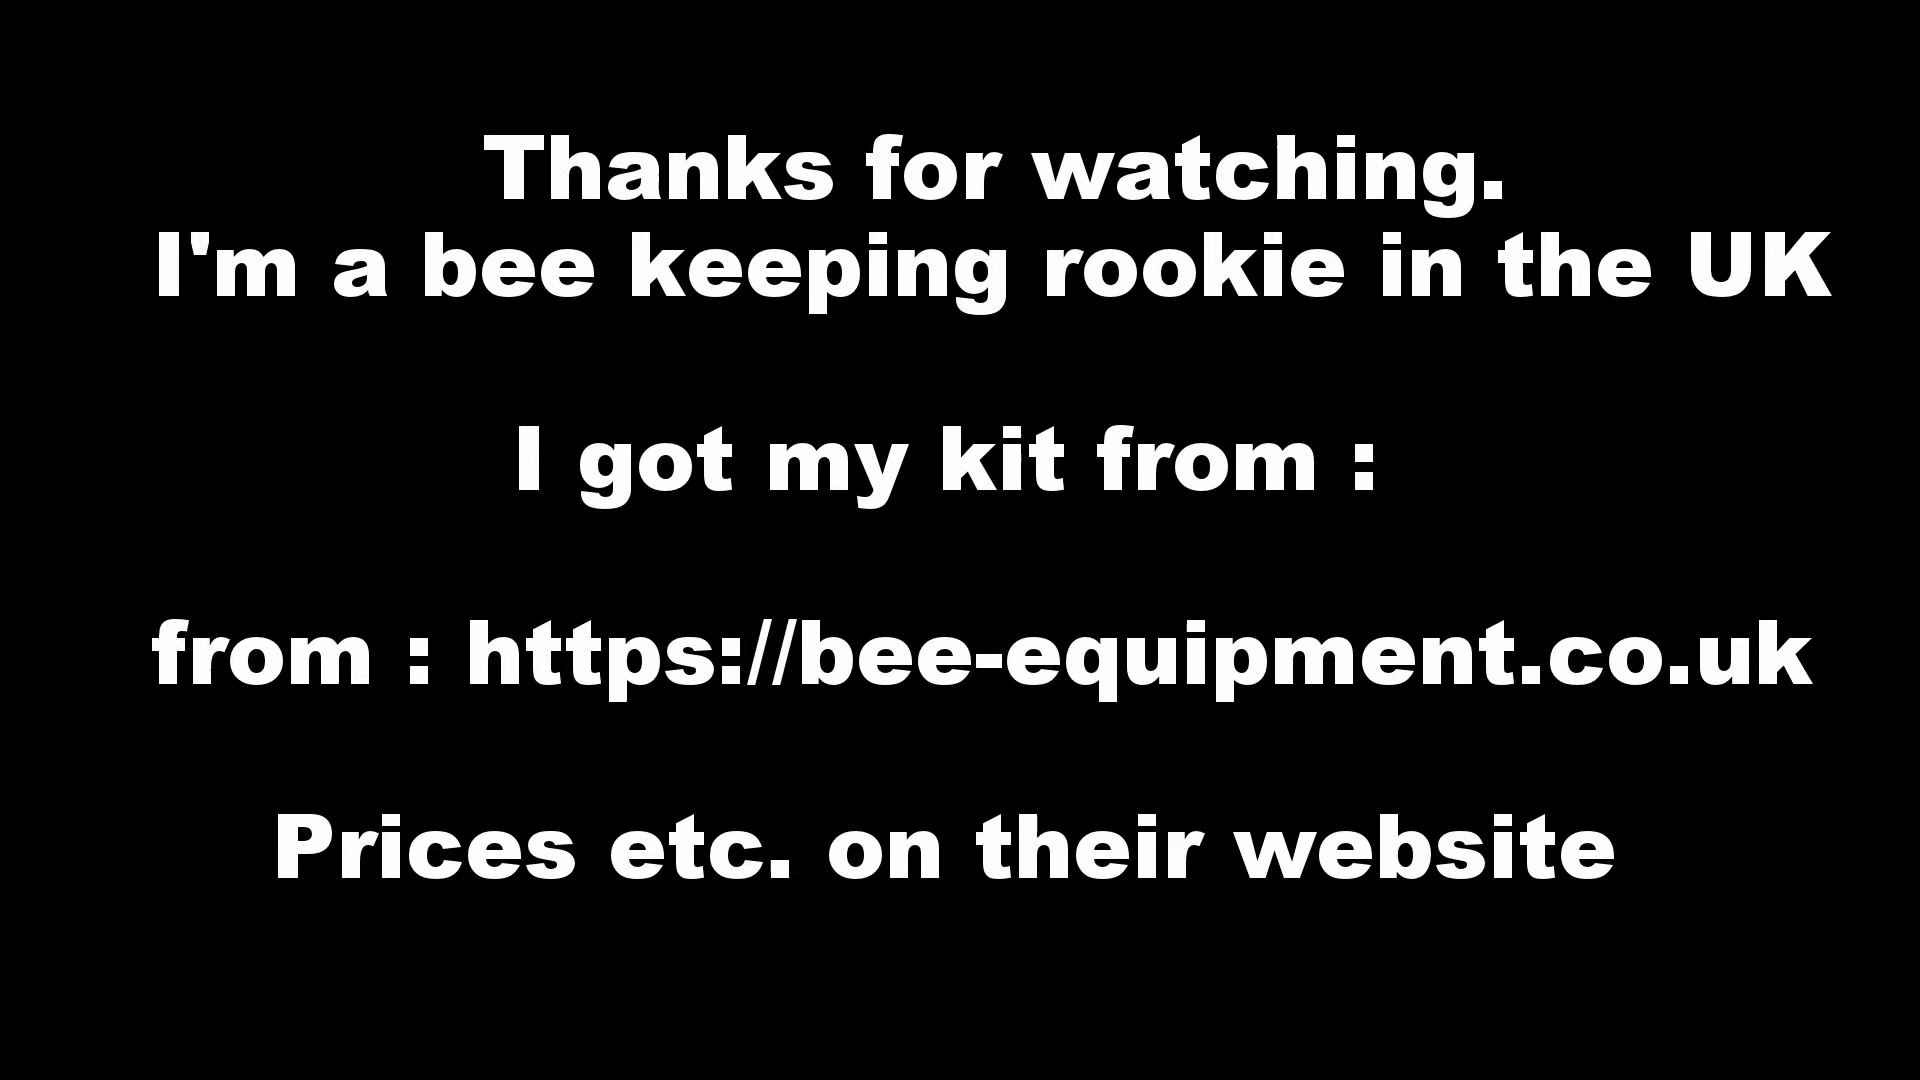 Thanks for watching.
I'm a bee keeping rookie in the UK
I got my kit from :
from : https://bee-equipment.co.uk
Prices etc. on their website